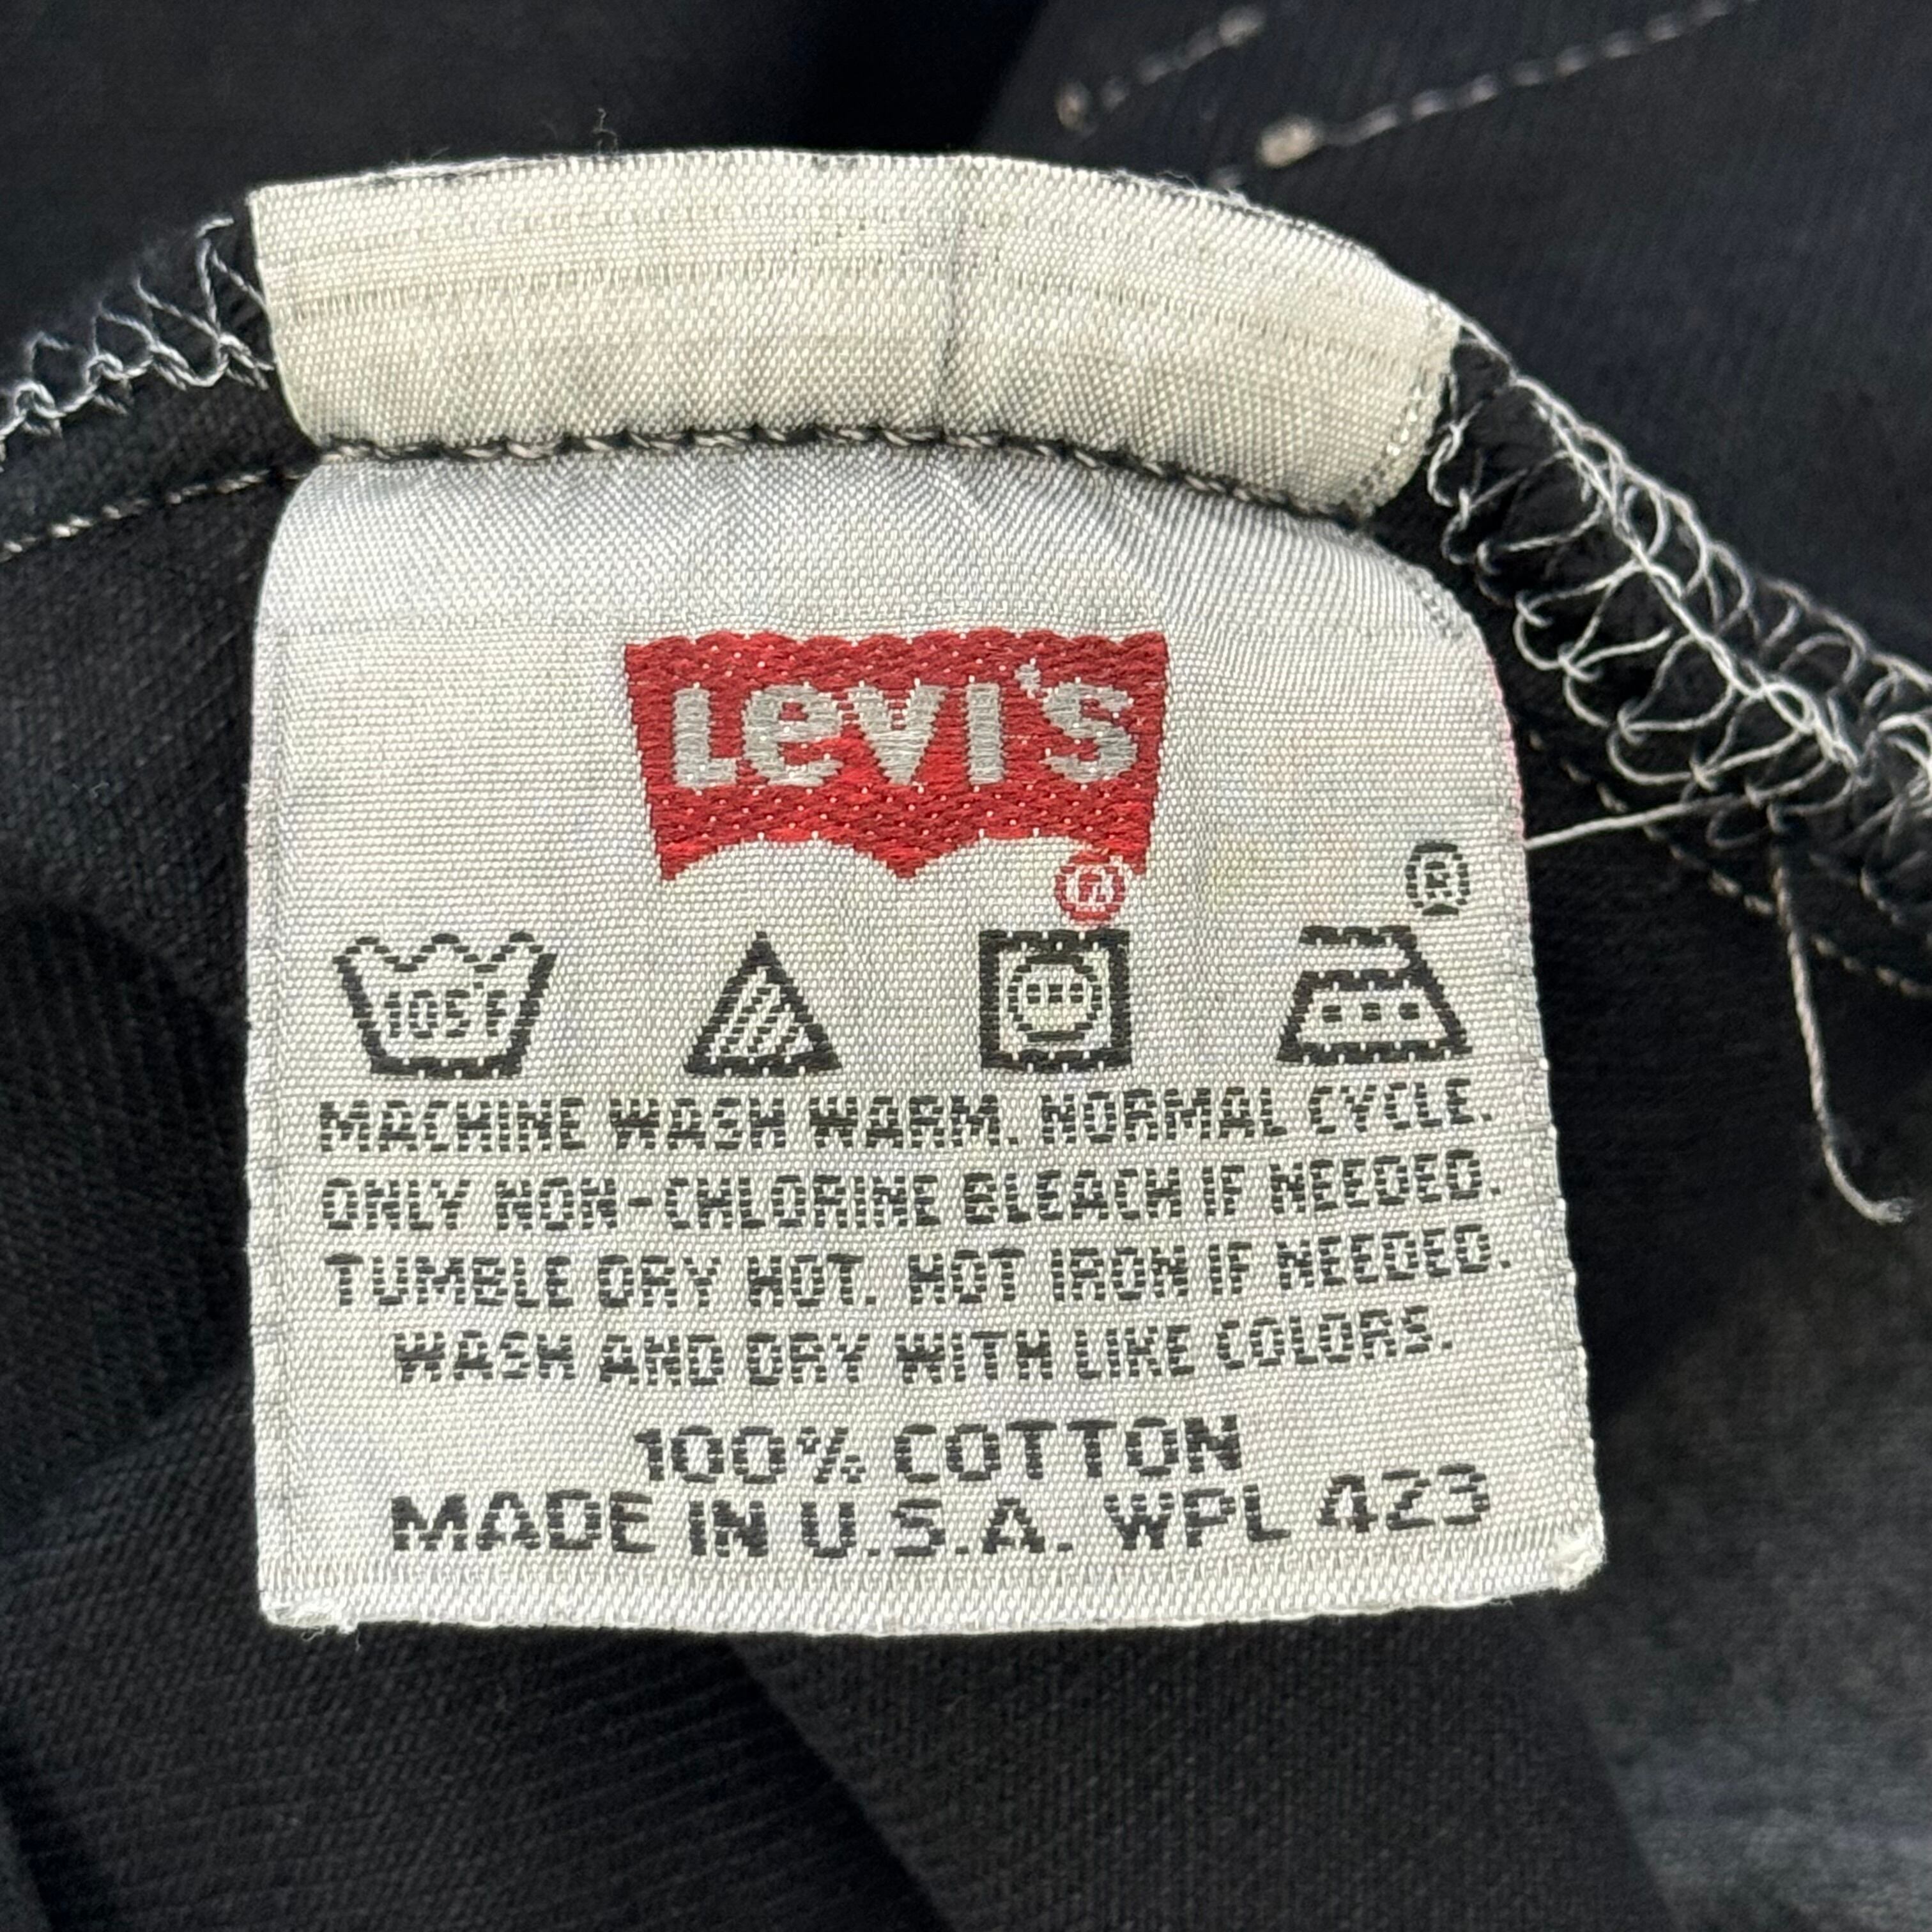 Levi's
®
®
105°F
MACHINE WASH WARM. NORMAL CYCLE.
ONLY NON-CHLORINE BLEACH IF NEEDED.
TUMBLE DRY HOT. HOT IRON IF NEEDED.
WASH AND DRY WITH LIKE COLORS.
100% COTTON
MADE IN U.S.A. WPL 423